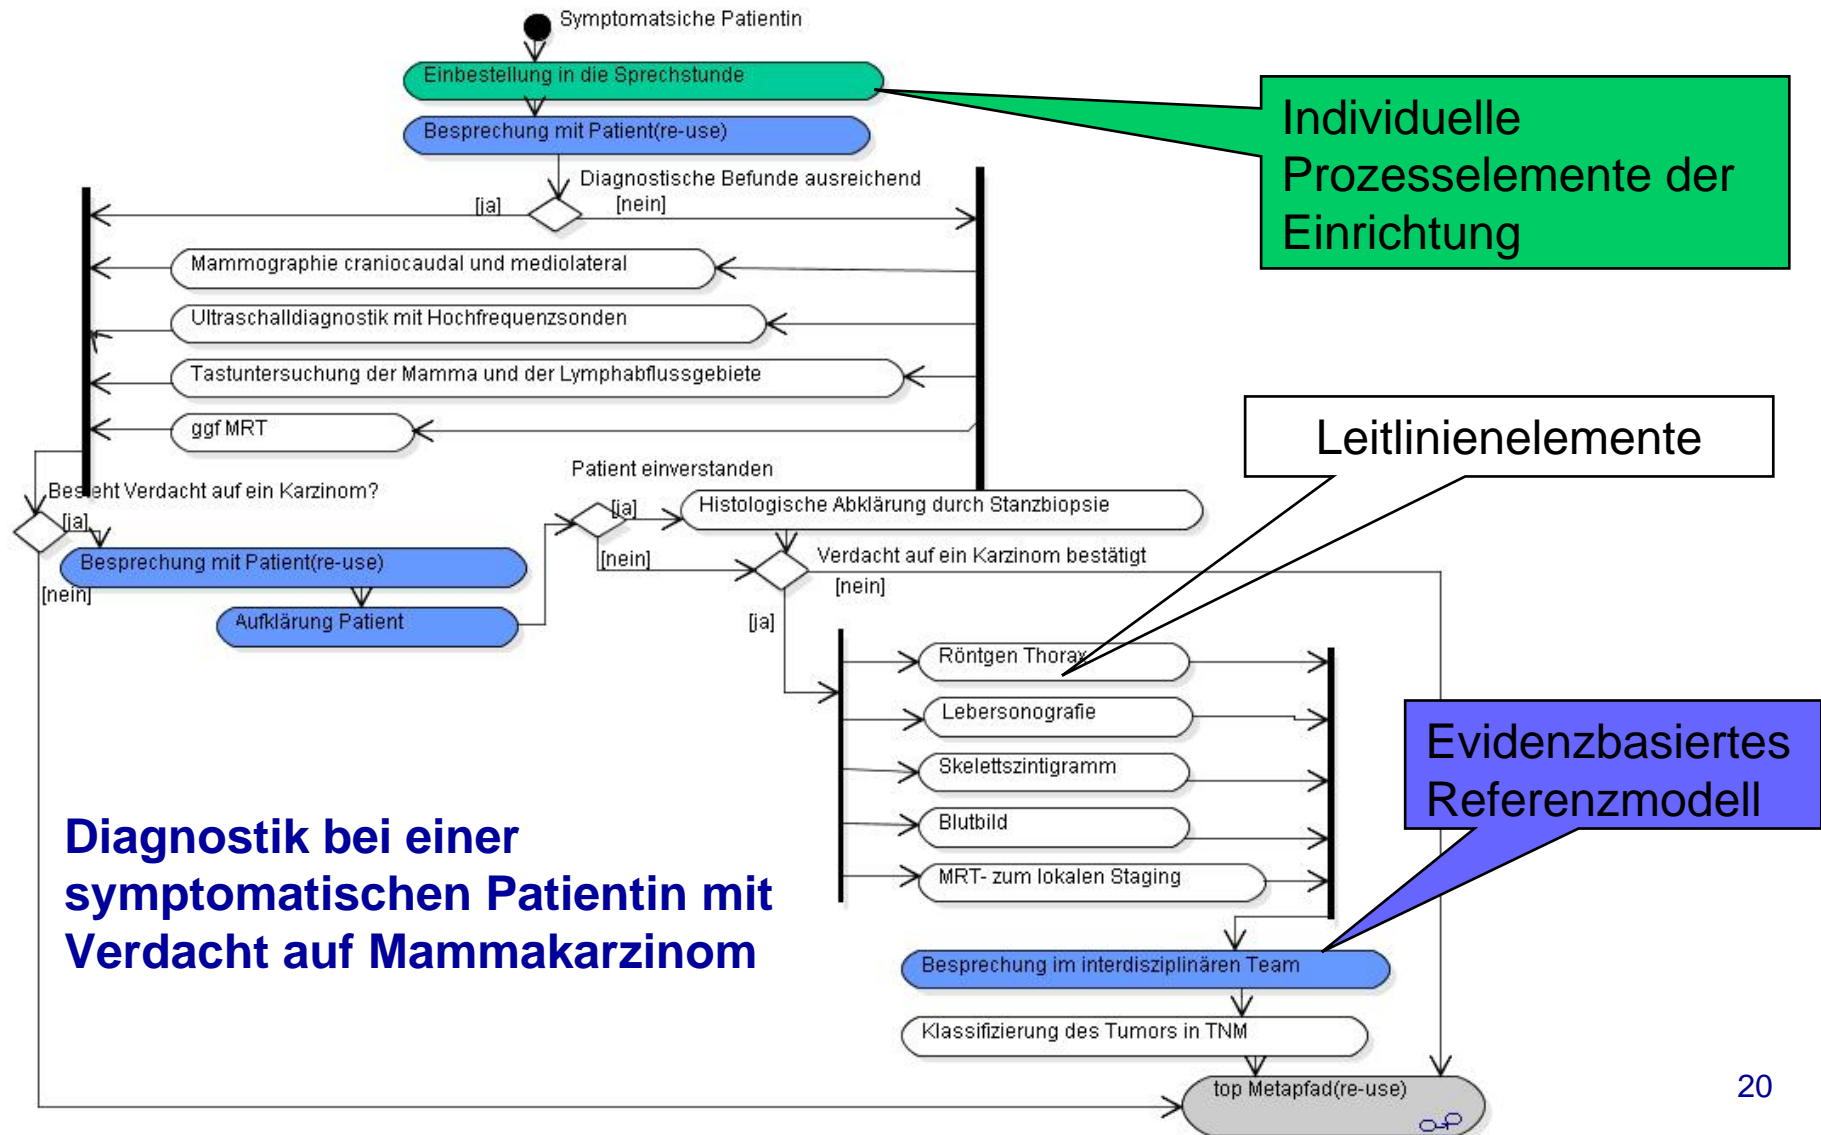 Symptomatsiche Patientin
Einbestellung in die Sprechstunde
Besprechung mit Patient(re-use)
Diagnostische Befunde ausreichend
[ja]
[nein]
Individuelle
Prozesselemente der
Einrichtung
Mammographie craniocaudal und mediolateral
Ultraschalldiagnostik mit Hochfrequenzsonden
Tastuntersuchung der Mamma und der Lymphabflussgebiete
ggf MRT
Leitlinienelemente
Besteht Verdacht auf ein Karzinom?
[ja]
[nein]
Besprechung mit Patient(re-use)
Aufklärung Patient
Patient einverstanden
[ja]
[nein]
Histologische Abklärung durch Stanzbiopsie
Verdacht auf ein Karzinom bestätigt
[nein]
[ja]
Röntgen Thorax
Lebersonografie
Skelettszintigramm
Blutbild
MRT- zum lokalen Staging
Evidenzbasiertes
Referenzmodell
Diagnostik bei einer
symptomatischen Patientin mit
Verdacht auf Mammakarzinom
Besprechung im interdisziplinären Team
Klassifizierung des Tumors in TNM
top Metapfad(re-use)
20